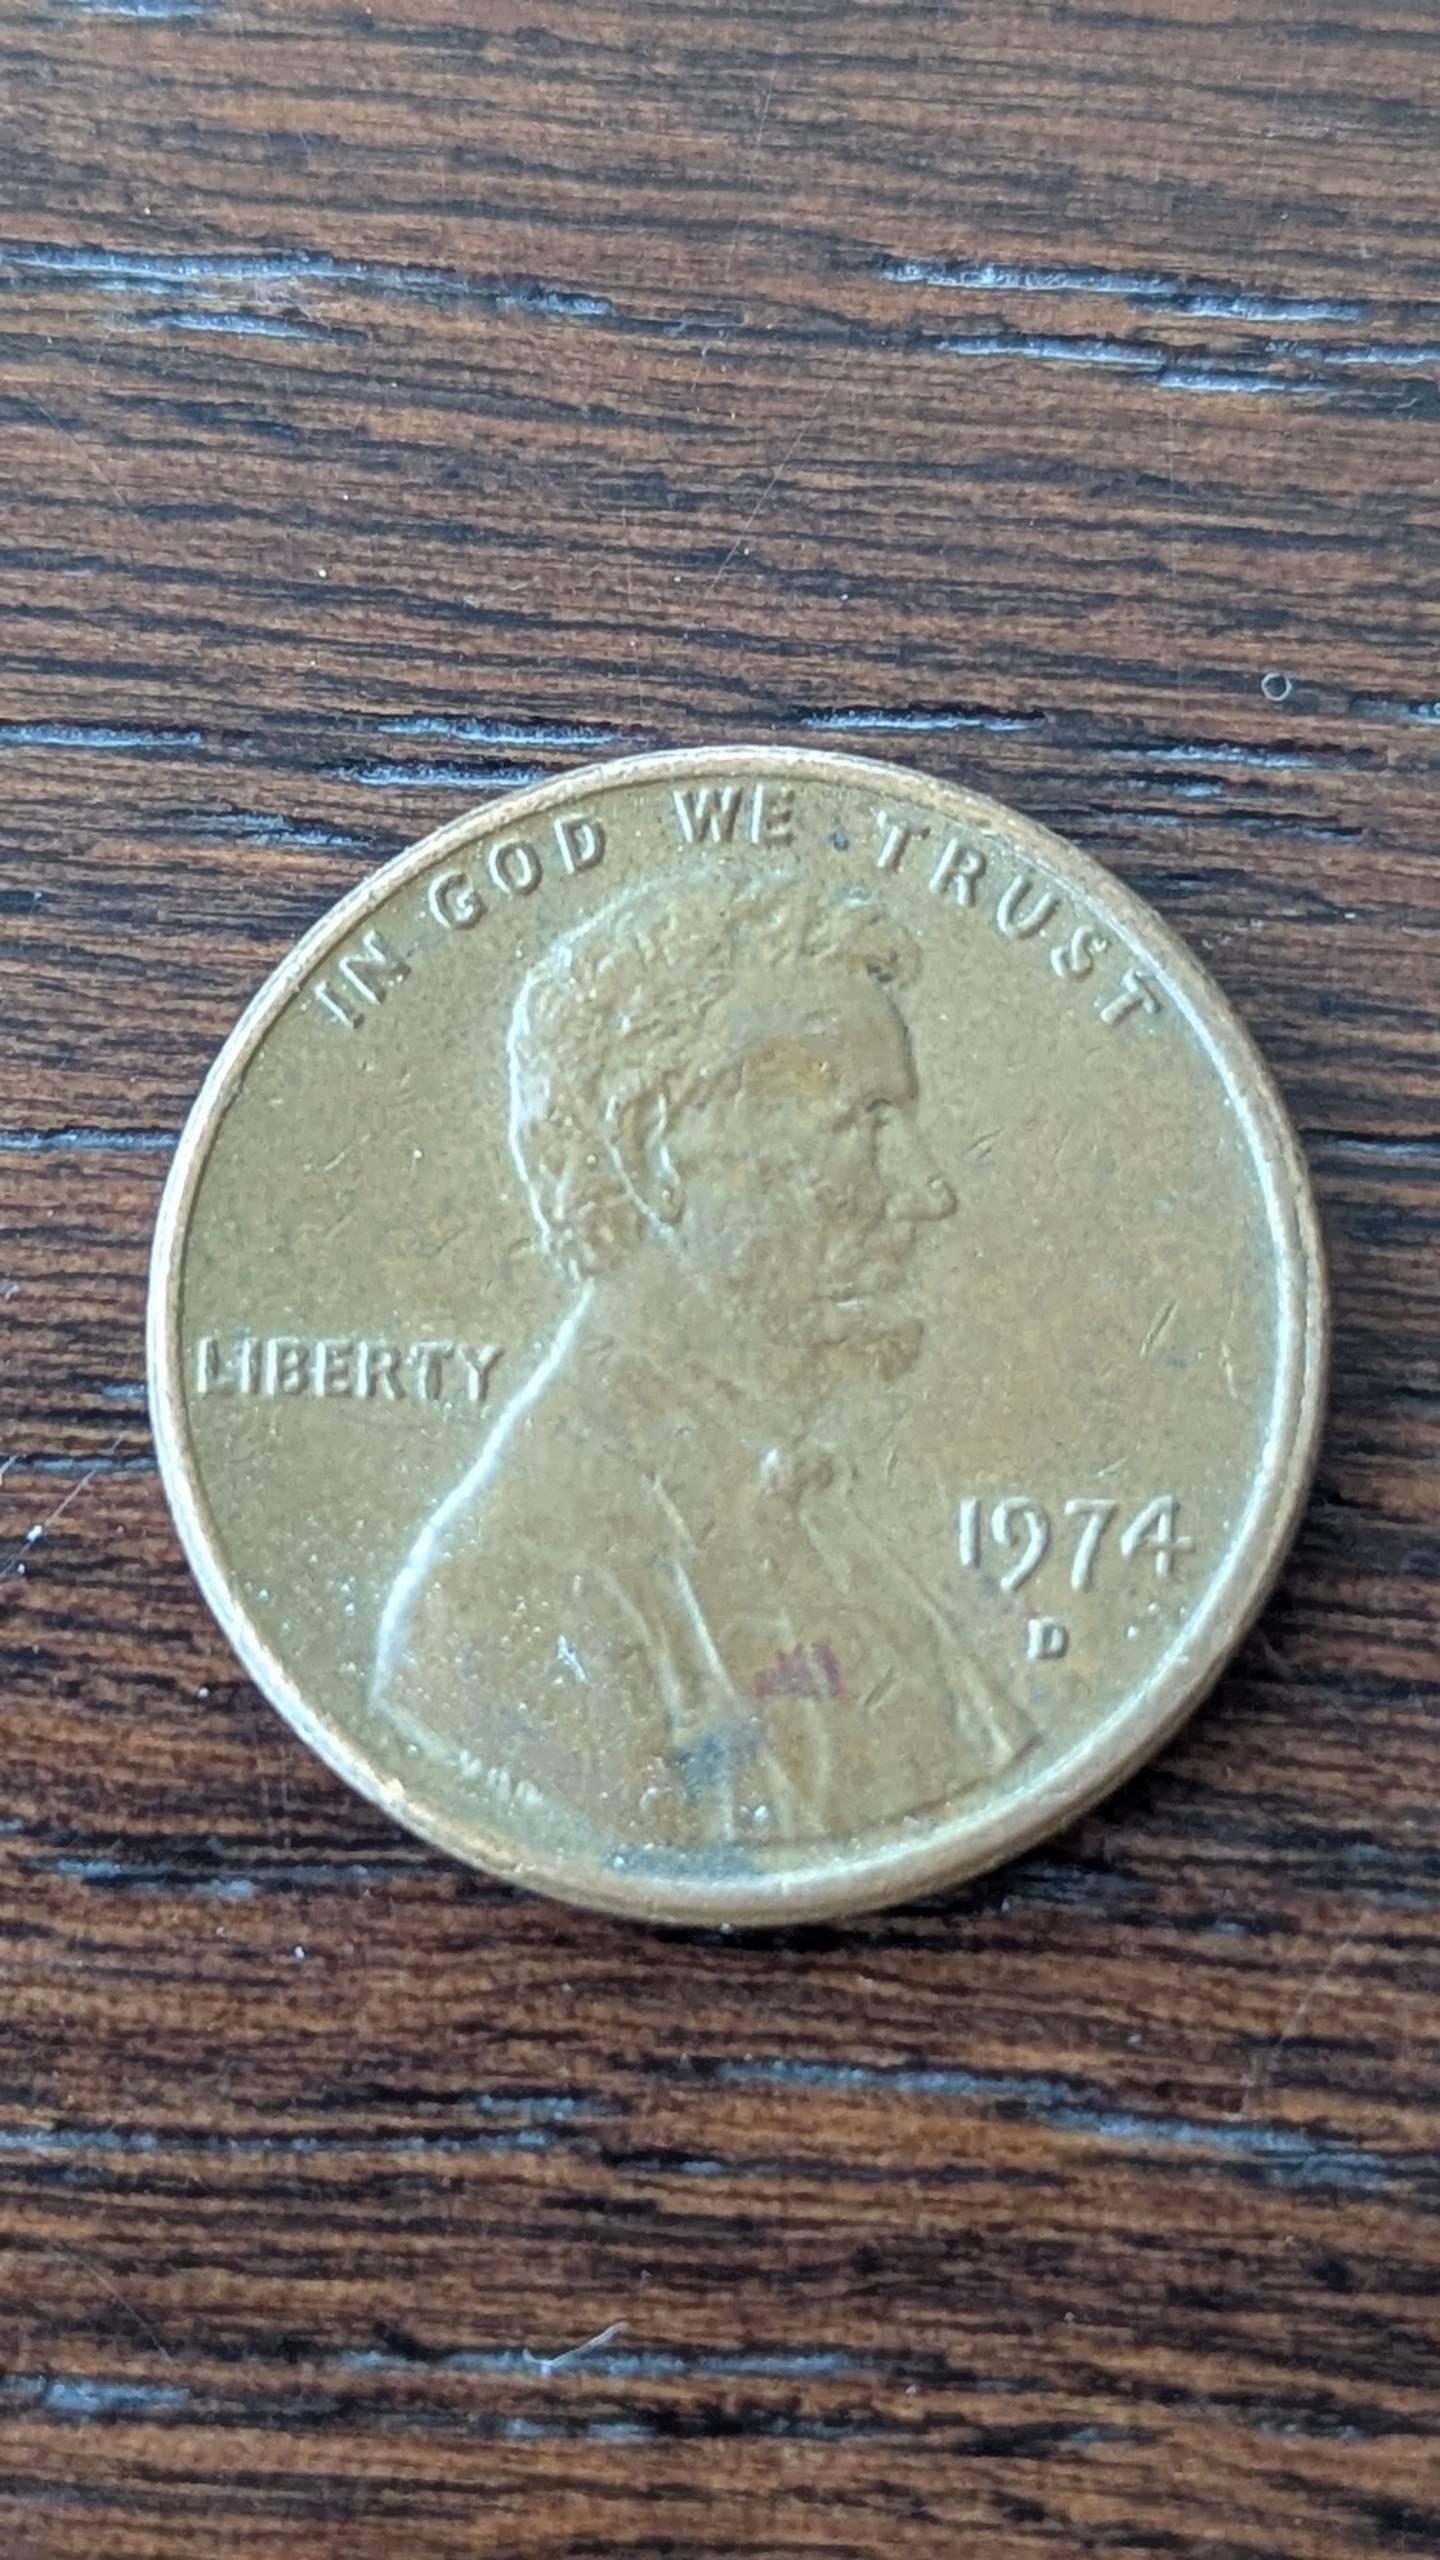 IN GOD WE TRUST
LIBERTY
1974
D